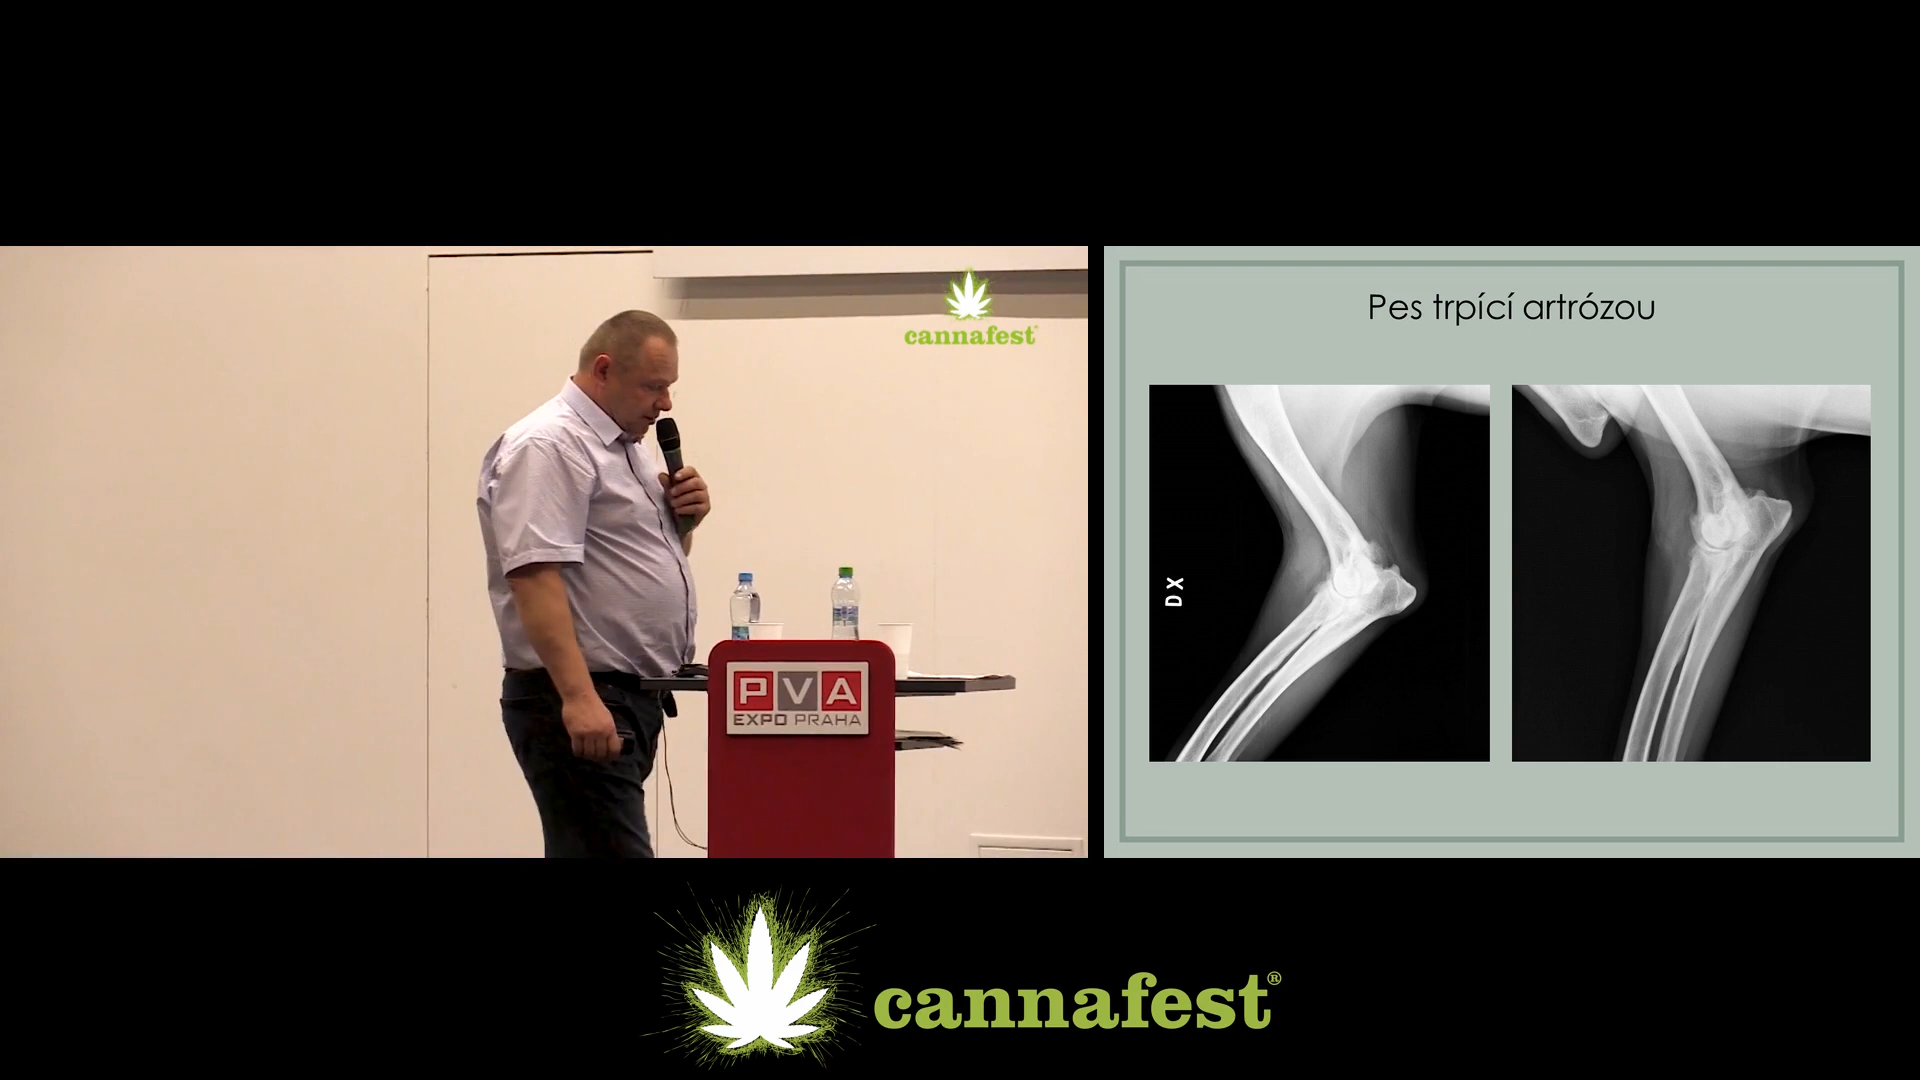 cannafest
Pes trpící artrózou
DX
PVA
EXPO PRAHA
cannafest®